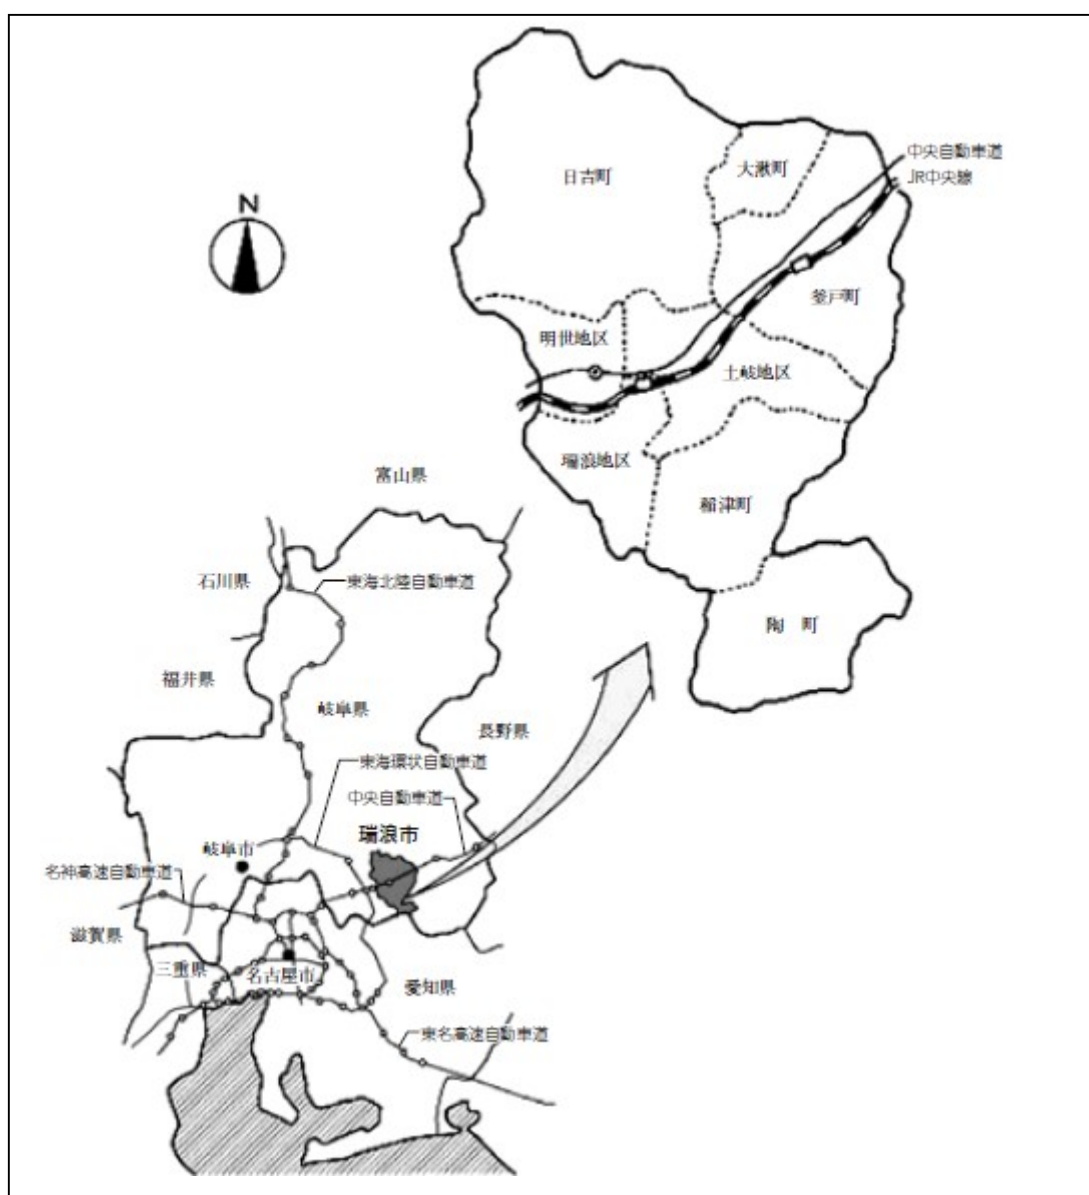 中央自動車道
JR中央線
大湫町
日吉町
N
釜戸町
明世地区
土岐地区
瑞浪地区
稲津町
陶 町
富山県
石川県
東海北陸自動車道
福井県
岐阜県
長野県
東海環状自動車道
中央自動車道
瑞浪市
岐阜市
名神高速自動車道
滋賀県
三重県
名古屋市
愛知県
東名高速自動車道